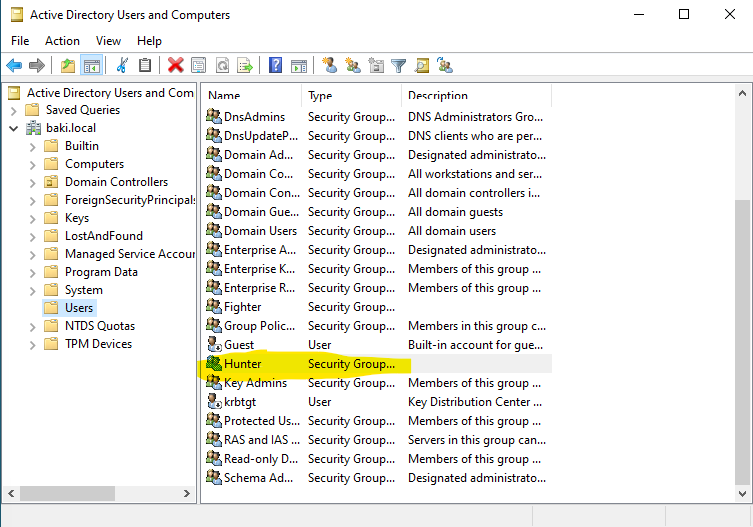 Active Directory Users and Computers
File Action View Help
Active Directory Users and Com
Saved Queries
baki.local
Builtin
Computers
Domain Controllers
ForeignSecurityPrincipals
Keys
LostAndFound
Managed Service Accour
Program Data
System
Users
NTDS Quotas
TPM Devices
Name Type Description
DnsAdmins Security Group... DNS Administrators Gro...
DnsUpdateP... Security Group... DNS clients who are per...
Domain Ad... Security Group... Designated administrato...
Domain Co... Security Group... All workstations and ser...
Domain Con... Security Group... All domain controllers i...
Domain Gue... Security Group... All domain guests
Domain Users Security Group... All domain users
Enterprise A... Security Group... Designated administrato...
Enterprise K... Security Group... Members of this group ...
Enterprise R... Security Group... Members of this group ...
Fighter Security Group...
Group Polic... Security Group... Members in this group c...
Guest User Built-in account for gue...
Hunter Security Group...
Key Admins Security Group... Members of this group ...
krbtgt User Key Distribution Center ...
Protected Us... Security Group... Members of this group ...
RAS and IAS ... Security Group... Servers in this group can...
Read-only D... Security Group... Members of this group ...
Schema Ad... Security Group... Designated administrato...